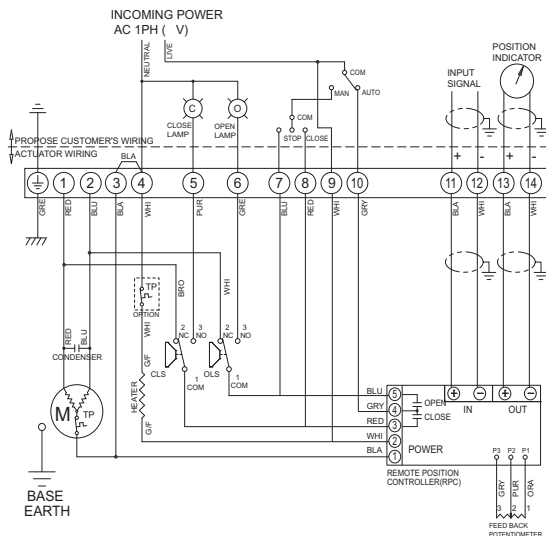 INCOMING POWER
AC 1PH ( V)
NEUTRAL
LIVE
COM
MAN
AUTO
COM
STOP
CLOSE
C
CLOSE
LAMP
O
OPEN
LAMP
INPUT
SIGNAL
POSITION
INDICATOR
PROPOSE CUSTOMER'S WIRING
ACTUATOR WIRING
BLA
+ - + -
1 2 3 4 5 6 7 8 9 10 11 12 13 14
GRE RED BLU BLA WHI PUR GRE BLU RED WHI GRY BLA WHI BLA WHI
TP
OPTION
BRO
WHI
WHI
G/F
HEATER
G/F
RED
BLU
CONDENSER
M
TP
2
NC
3
NO
CLS
1
COM
2
NC
3
NO
OLS
1
COM
BASE
EARTH
BLU 5
GRY 4
RED 3
WHI 2
BLA 1
OPEN
CLOSE
POWER
+ - + -
IN OUT
REMOTE POSITION
CONTROLLER(RPC)
P3 P2 P1
GRY PUR ORA
3 2 1
FEED BACK
POTENTIOMETER